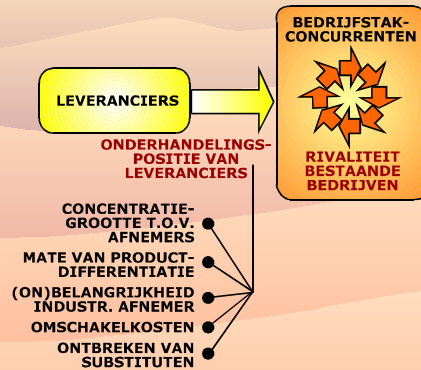 BEDRIJFSTAK-
CONCURRENTEN
LEVERANCIERS
ONDERHANDELINGS-
POSITIE VAN
LEVERANCIERS
RIVALITEIT
BESTAANDE
BEDRIJVEN
CONCENTRATIE-
GROOTTE T.O.V.
AFNEMERS
MATE VAN PRODUCT-
DIFFERENTIATIE
(ON)BELANGRIJKHEID
INDUSTR. AFNEMER
OMSCHAKELKOSTEN
ONTBREKEN VAN
SUBSTITUTEN